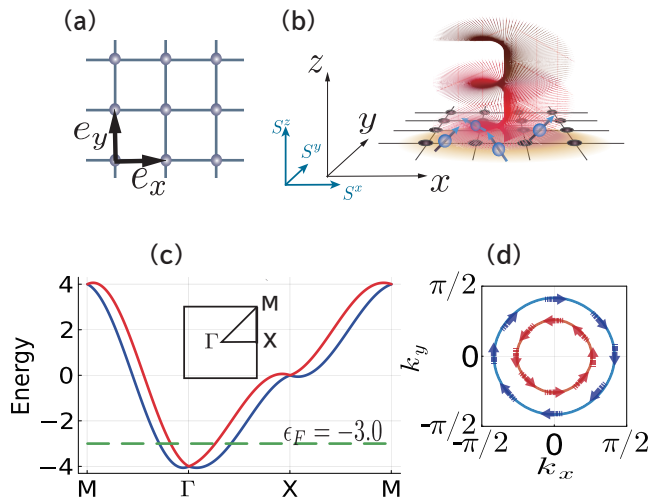 (a)
e_y
e_x
(b)
z
y
x
S^z
S^y
S^x
(c)
Energy
4
2
0
−2
−4
M
Γ
X
M
M
Γ
X
ϵ_F = −3.0
(d)
k_y
π/2
0
-π/2
-π/2
0
π/2
k_x